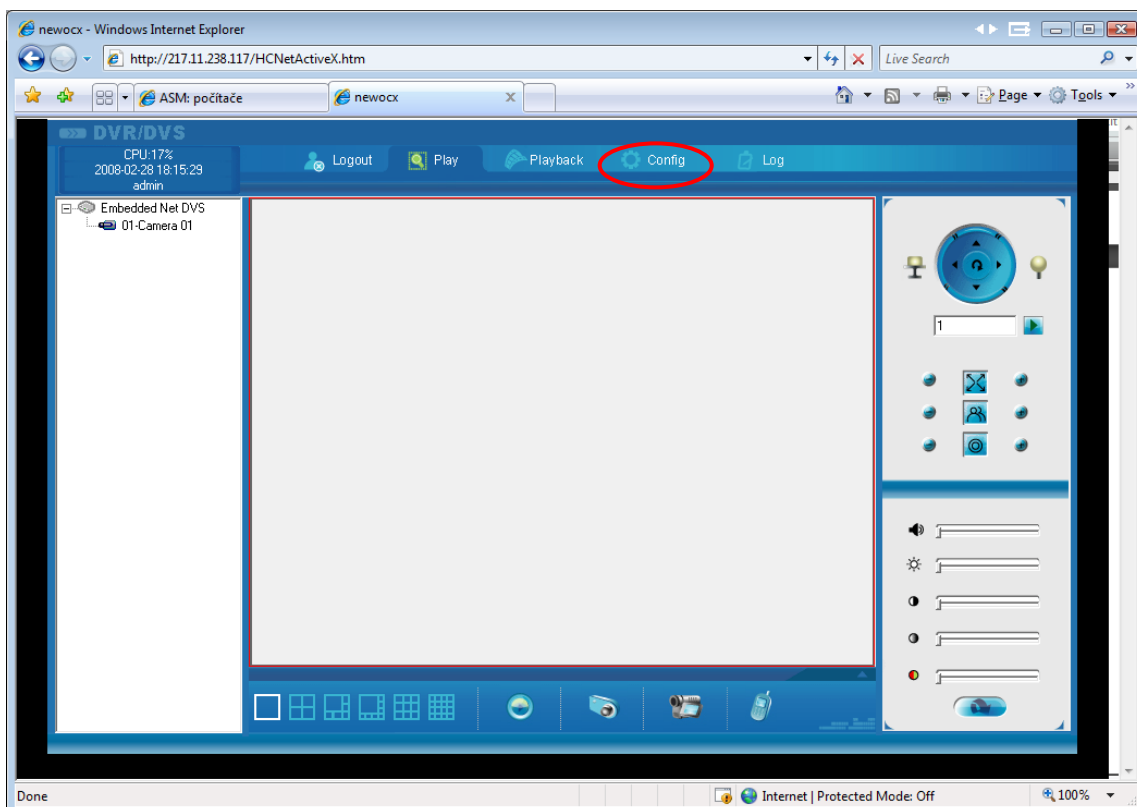 newocx - Windows Internet Explorer
http://217.11.238.117/HCNetActiveX.htm
Live Search
ASM: počítače
newocx
Page
Tools
DVR/DVS
CPU:17%
2008-02-28 18:15:29
admin
Logout
Play
Playback
Config
Log
Embedded Net DVS
01-Camera 01
1
Done
Internet | Protected Mode: Off
100%